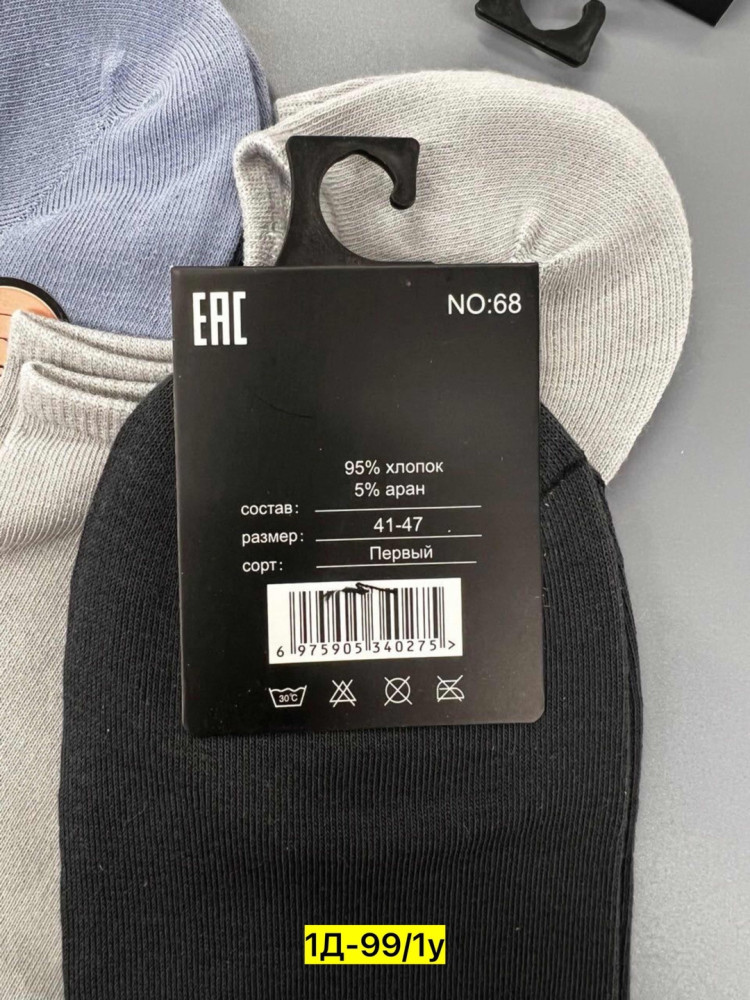 EAC
NO:68
95% хлопок
5% аран
состав:
41-47
размер:
Первый
сорт:
6 975905 340275 >
30°C
1Д-99/1у